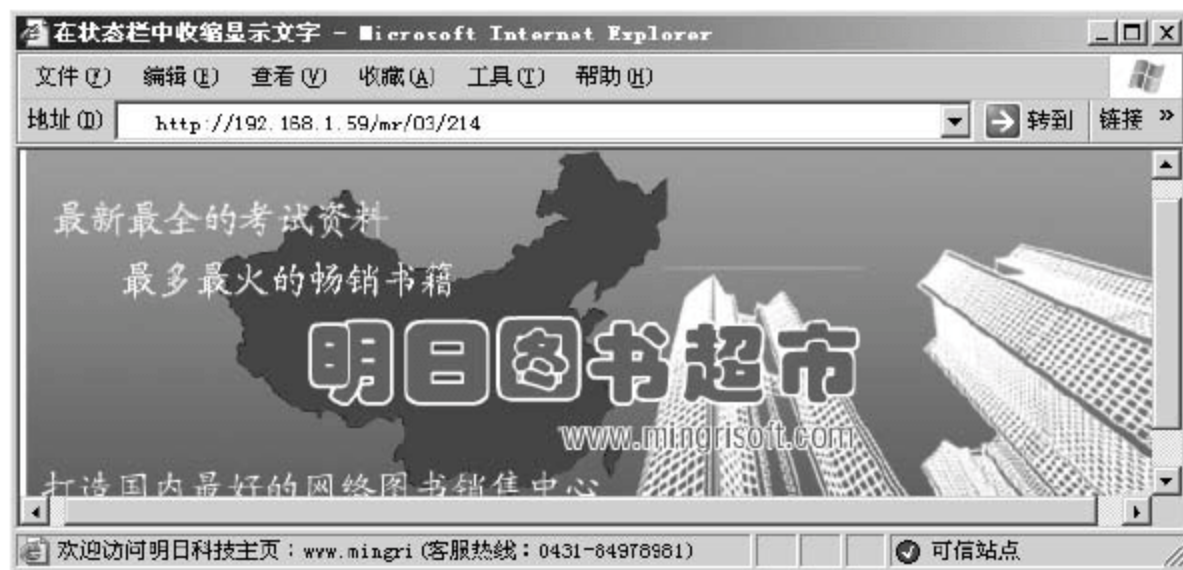 在状态栏中收缩显示文字 - Microsoft Internet Explorer
文件(F) 编辑(E) 查看(V) 收藏(A) 工具(T) 帮助(H)
地址(D) http://192.168.1.59/mr/03/214 转到 链接 »
最新最全的考试资料
最多最火的畅销书籍
明日图书超市
www.mingrisoft.com
打造国内最好的网络图书销售中心
欢迎访问明日科技主页：www.mingri(客服热线：0431-84978981) 可信站点